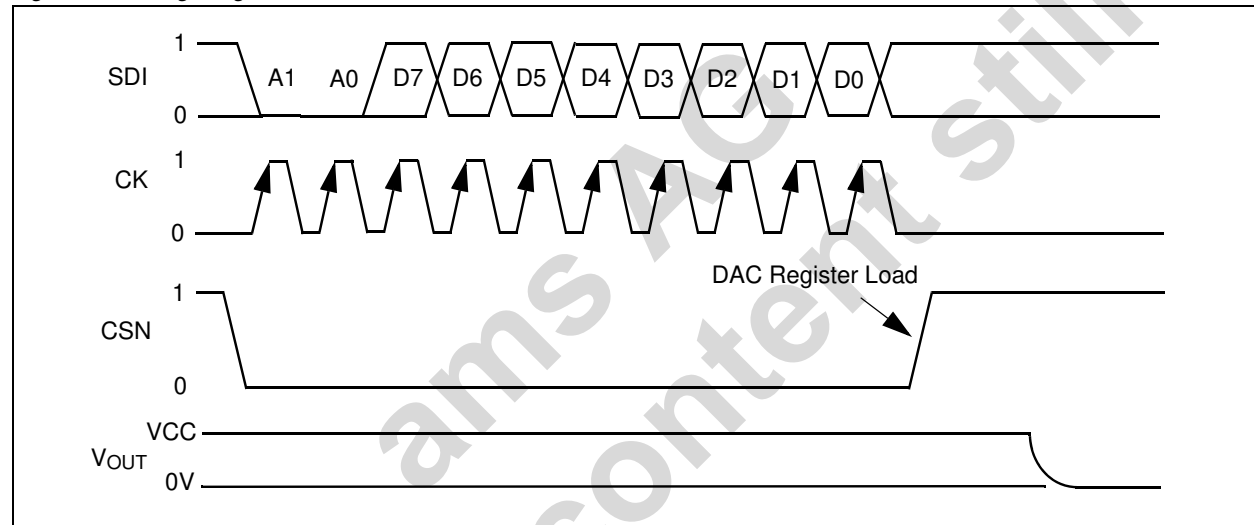 1
SDI
0
A1 A0 D7 D6 D5 D4 D3 D2 D1 D0
1
CK
0
DAC Register Load
1
CSN
0
VCC
VOUT
0V
ams AG
content still